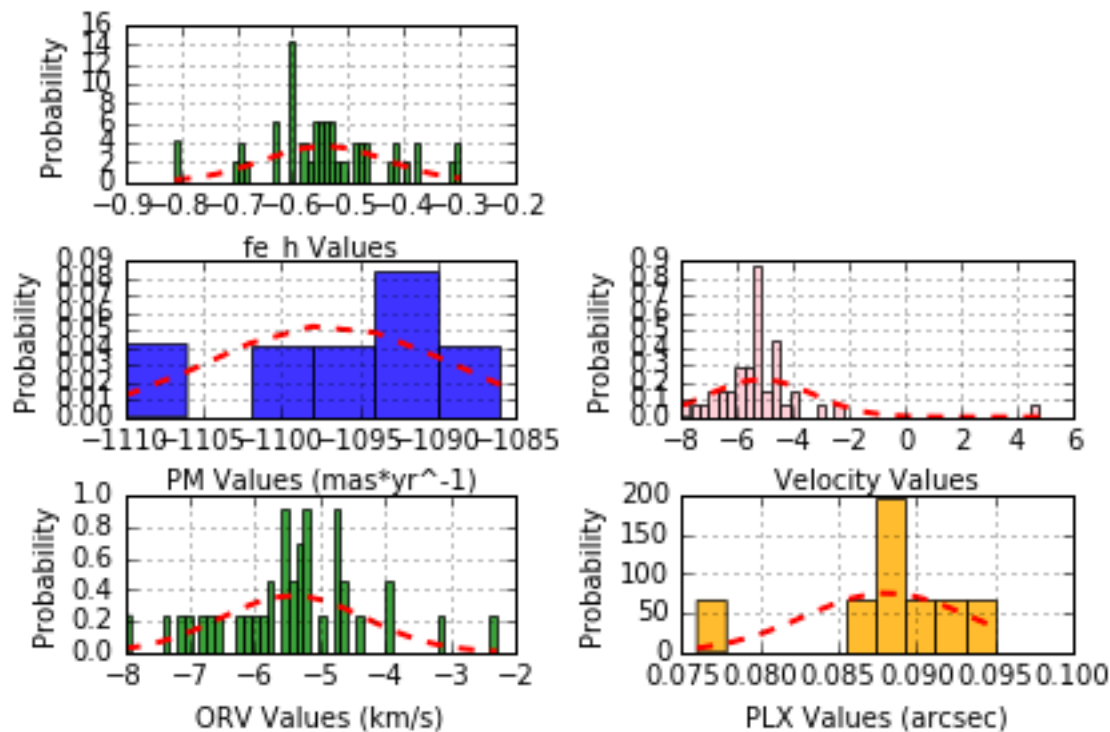 16
14
12
10
8
6
4
2
0
Probability
−0.9 −0.8 −0.7 −0.6 −0.5 −0.4 −0.3 −0.2
fe_h Values
0.09
0.08
0.07
0.06
0.05
0.04
0.03
0.02
0.01
0.00
Probability
−1110 −1105 −1100 −1095 −1090 −1085
PM Values (mas*yr^-1)
0.9
0.8
0.7
0.6
0.5
0.4
0.3
0.2
0.1
0.0
Probability
−8 −6 −4 −2 0 2 4 6
Velocity Values
1.0
0.8
0.6
0.4
0.2
0.0
Probability
−8 −7 −6 −5 −4 −3 −2
ORV Values (km/s)
200
150
100
50
0
Probability
0.075 0.080 0.085 0.090 0.095 0.100
PLX Values (arcsec)